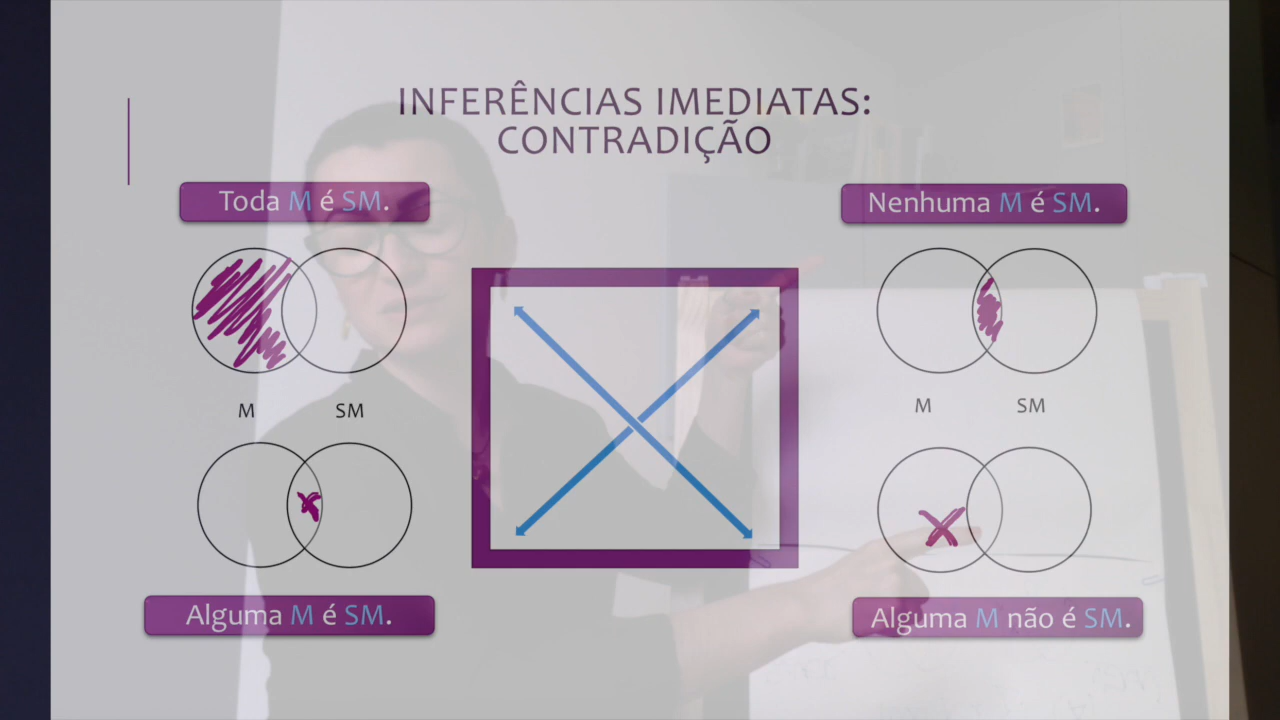 INFERÊNCIAS IMEDIATAS:
CONTRADIÇÃO
Toda M é SM.
Nenhuma M é SM.
M SM
M SM
Alguma M é SM.
Alguma M não é SM.